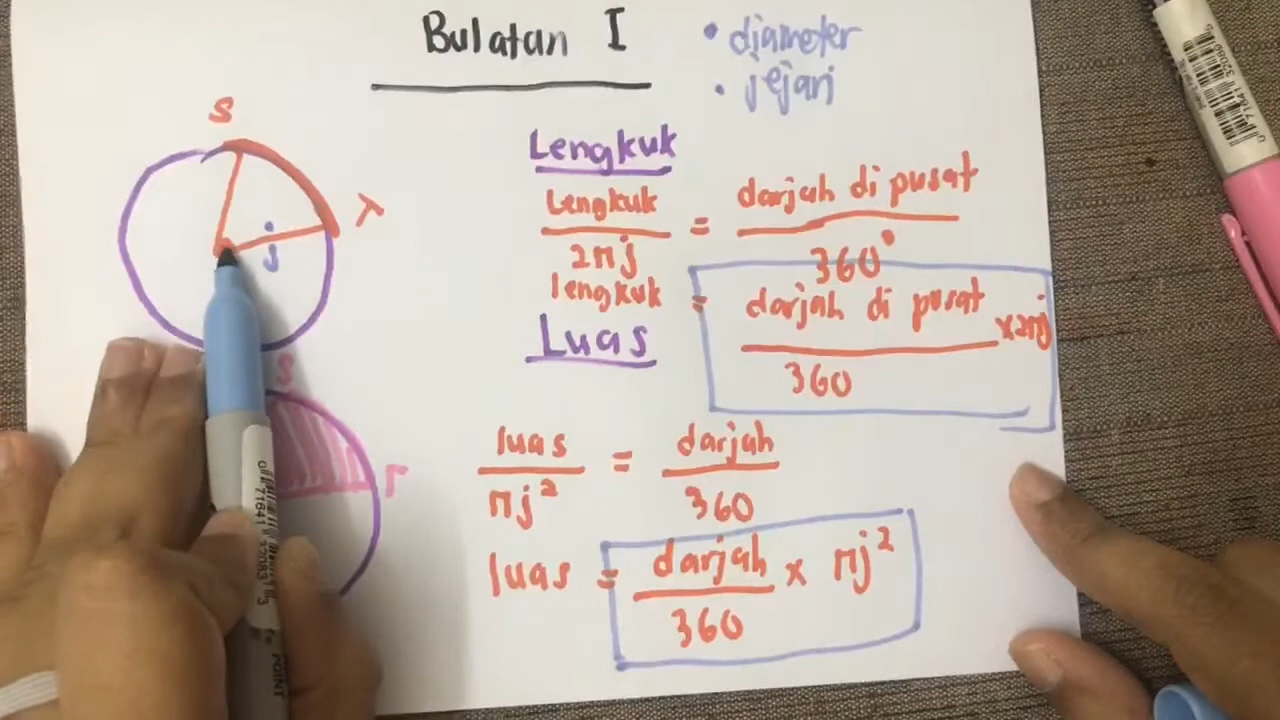 Bulatan I
• diameter
• jejari
S
T
j
Lengkuk
Lengkuk / 2πj = darjah di pusat / 360°
lengkuk = darjah di pusat / 360 × 2πj
Luas
S
T
luas / πj² = darjah / 360
luas = darjah / 360 × πj²
POINT